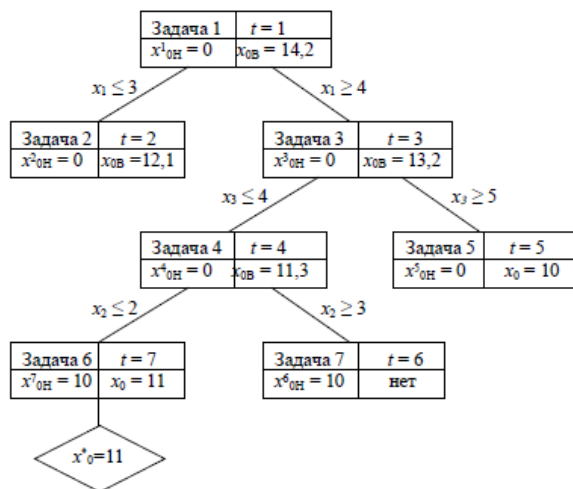 Задача 1 t = 1
x¹₀Н = 0 x₀В = 14,2
x₁ ≤ 3 x₁ ≥ 4
Задача 2 t = 2 Задача 3 t = 3
x²₀Н = 0 x₀В =12,1 x³₀Н = 0 x₀В = 13,2
x₃ ≤ 4 x₃ ≥ 5
Задача 4 t = 4 Задача 5 t = 5
x⁴₀Н = 0 x₀В = 11,3 x⁵₀Н = 0 x₀ = 10
x₂ ≤ 2 x₂ ≥ 3
Задача 6 t = 7 Задача 7 t = 6
x⁷₀Н = 10 x₀ = 11 x⁶₀Н = 10 нет
x*₀=11